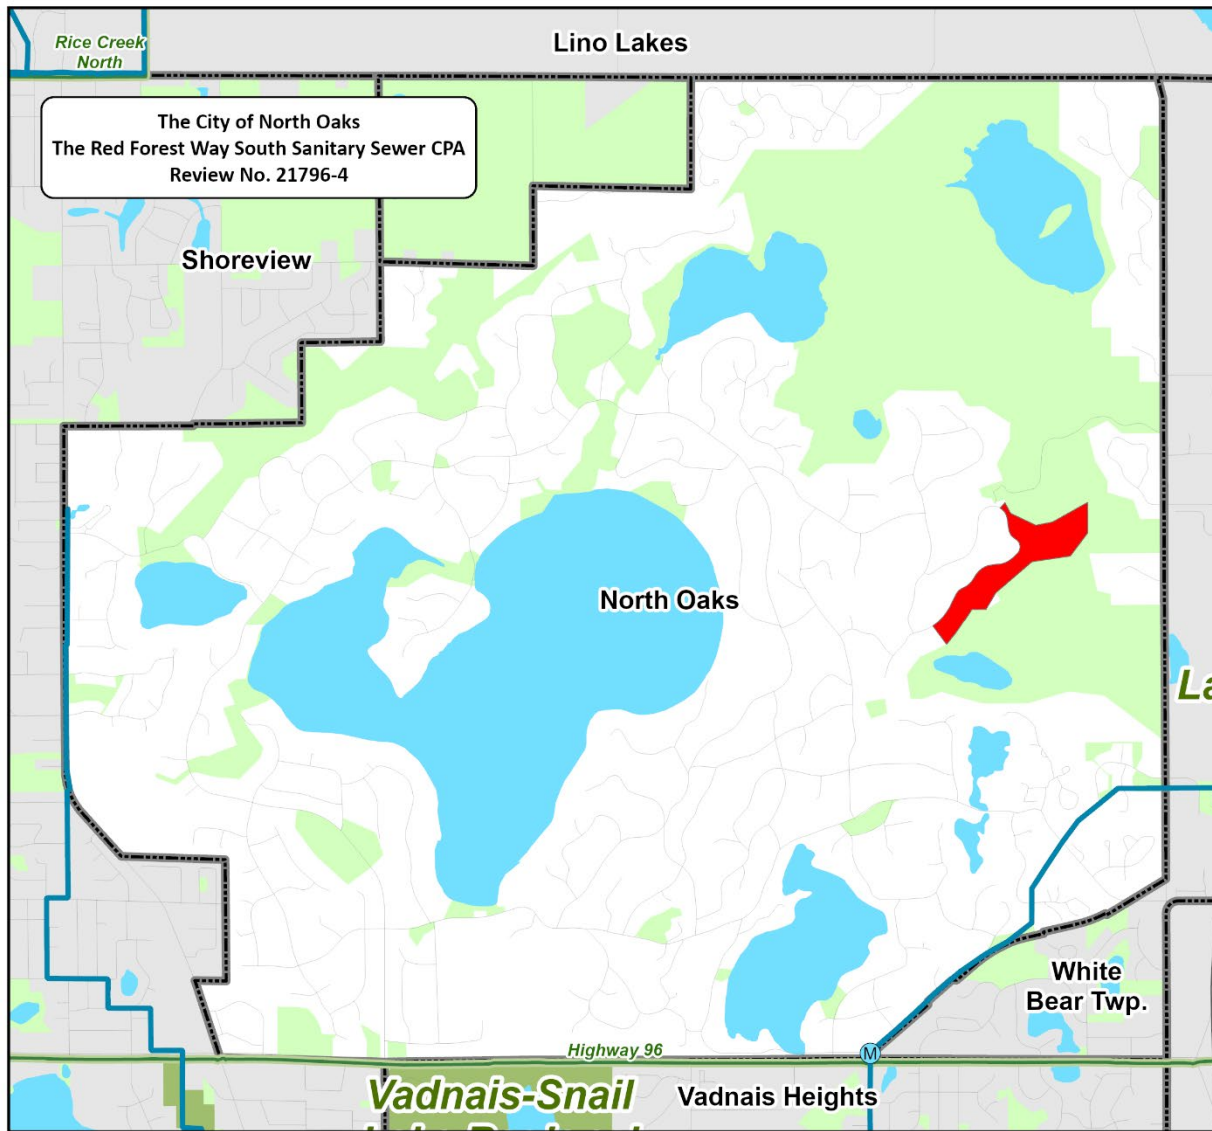 Lino Lakes
Rice Creek
North
The City of North Oaks
The Red Forest Way South Sanitary Sewer CPA
Review No. 21796-4
Shoreview
North Oaks
La
White
Bear Twp.
Highway 96
M
Vadnais-Snail
Vadnais Heights